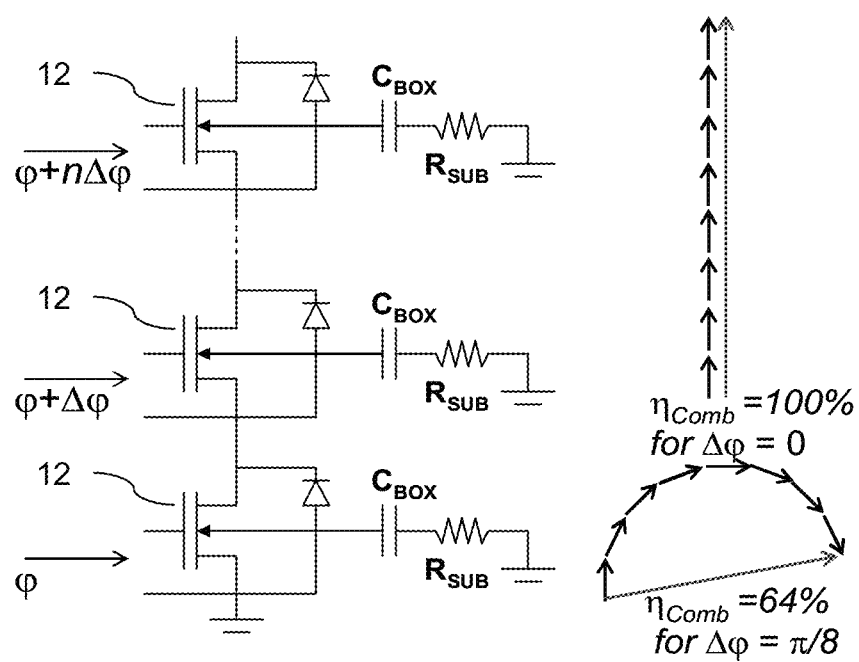 12
C_BOX
R_SUB
φ+nΔφ
12
C_BOX
R_SUB
φ+Δφ
12
C_BOX
R_SUB
φ
η_Comb =100%
for Δφ = 0
η_Comb =64%
for Δφ = π/8